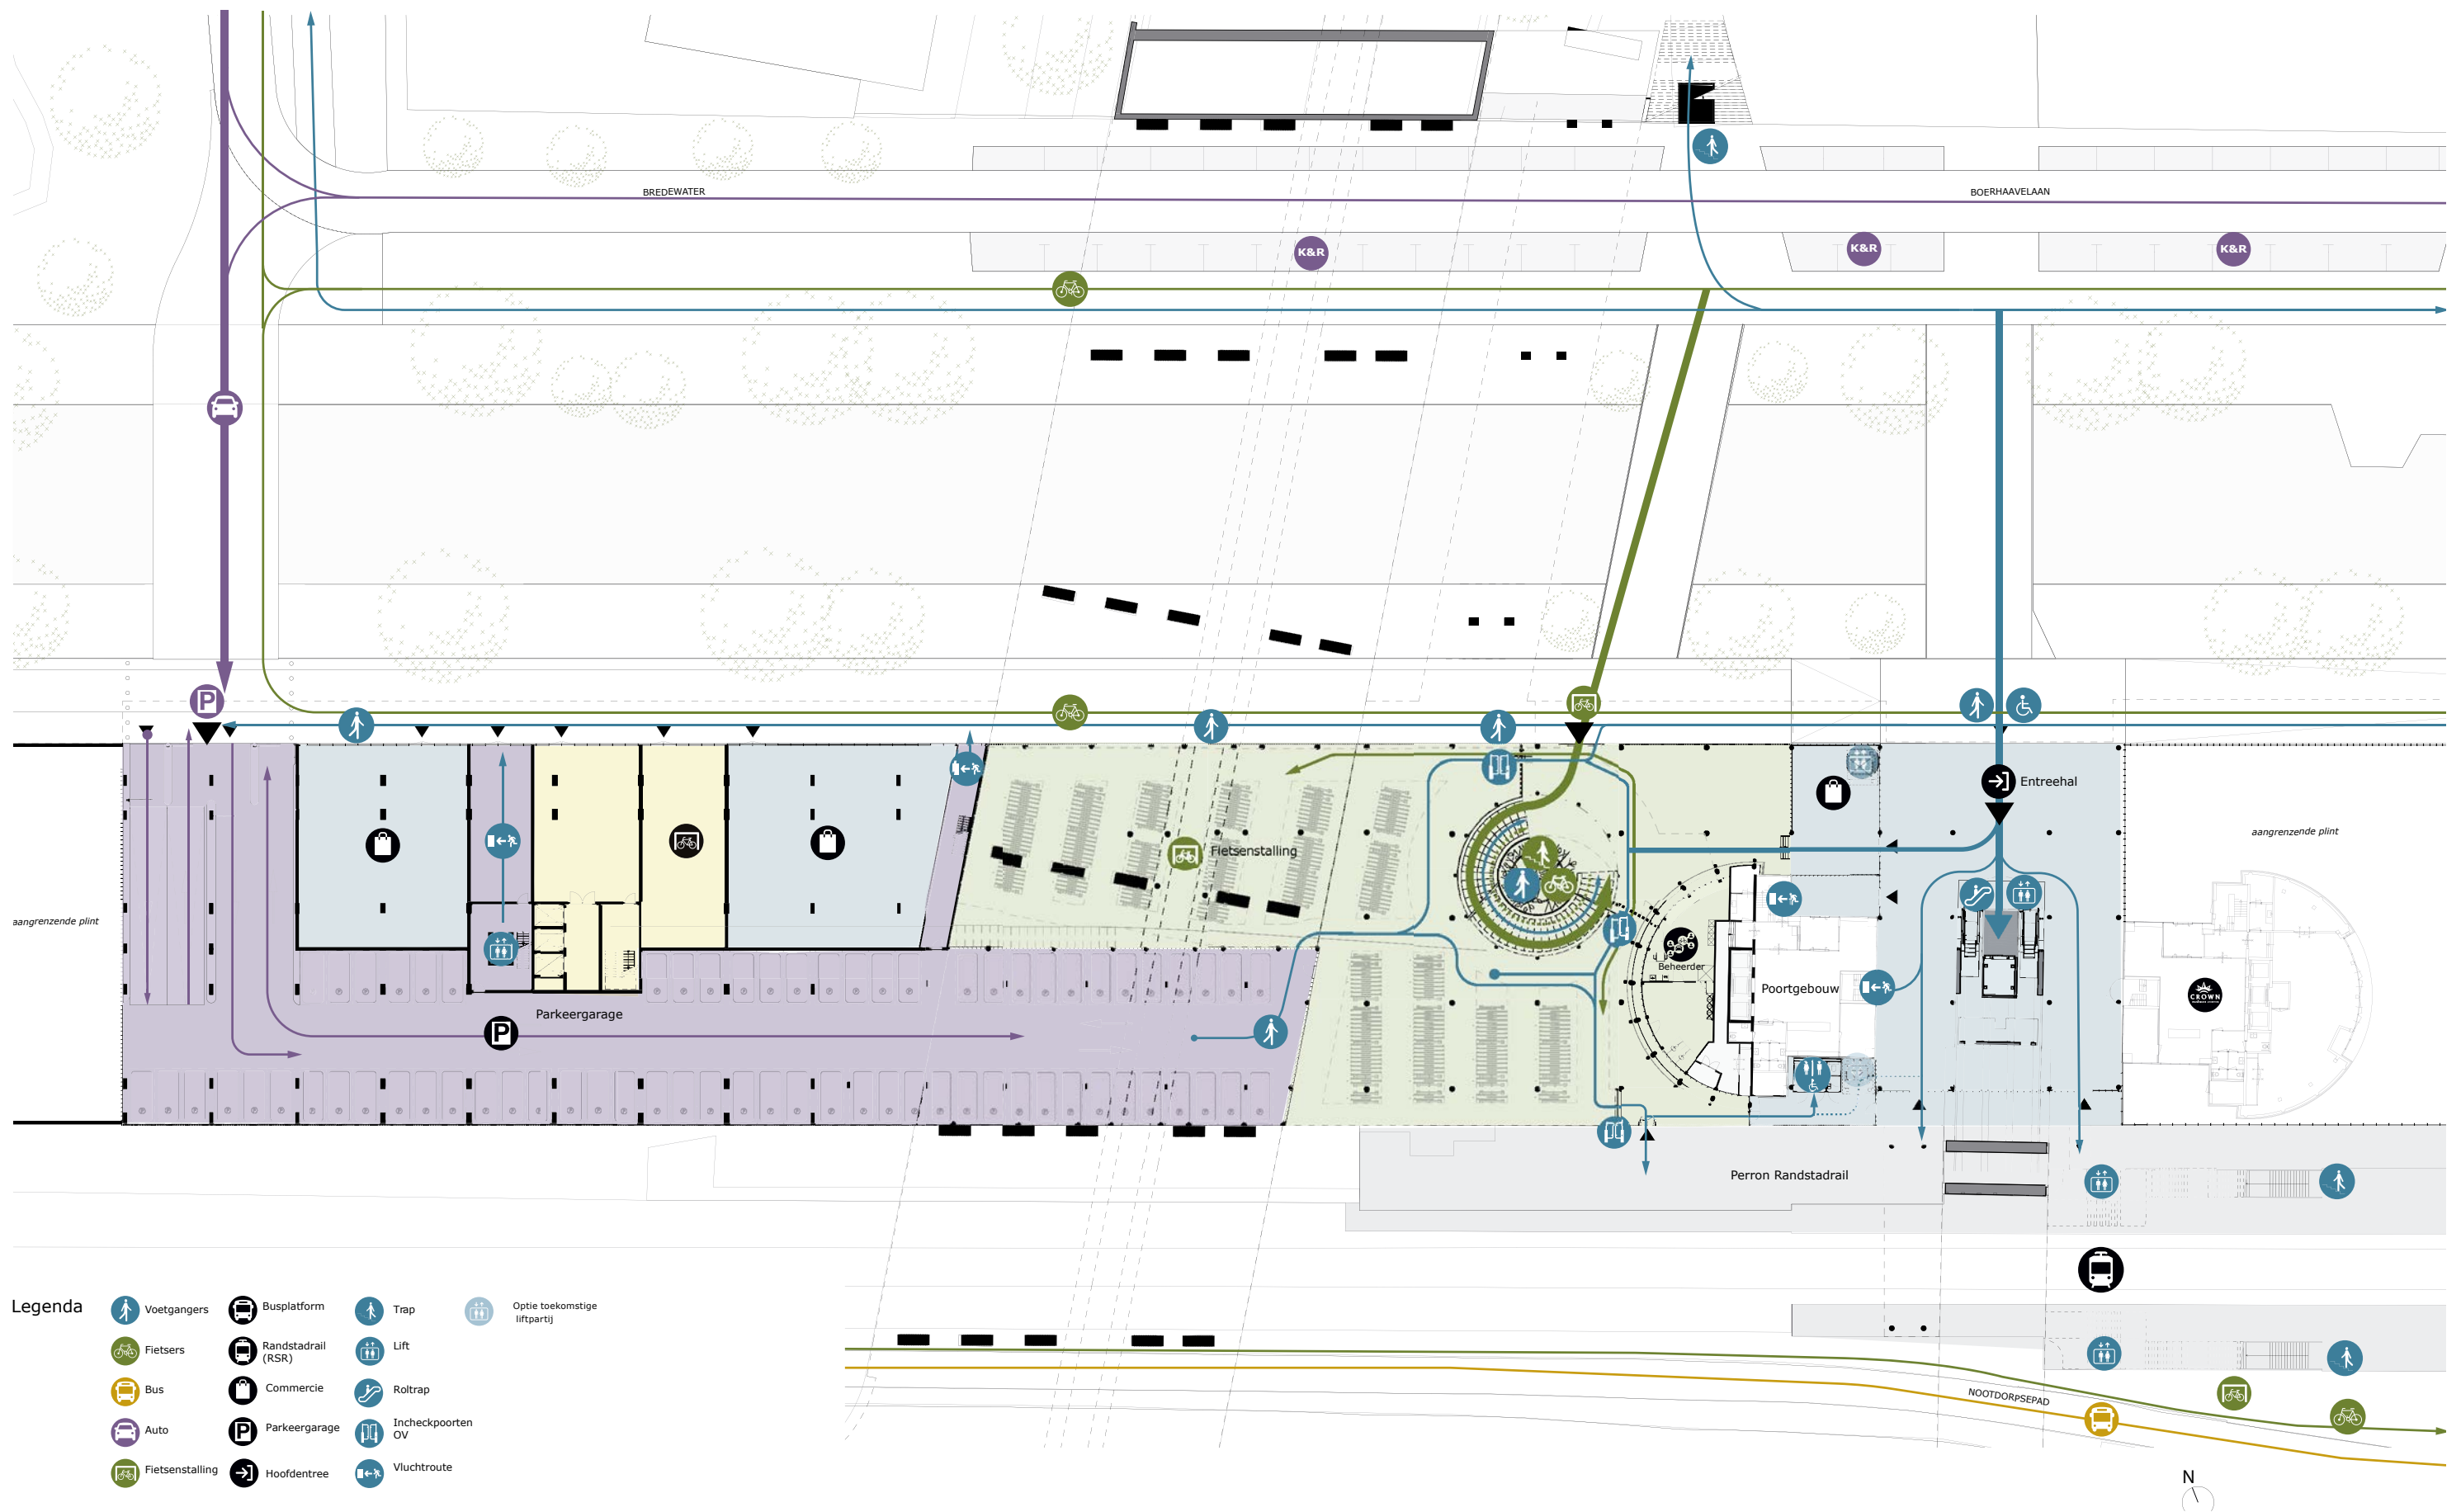 BREDEWATER
BOERHAAVELAAN
K&R
K&R
K&R
P
Entreehal
aangrenzende plint
Fietsenstalling
aangrenzende plint
Beheerder
Poortgebouw
CROWN
Parkeergarage
P
Perron Randstadrail
NOOTDORPSEPAD
Legenda
Voetgangers
Fietsers
Bus
Auto
Fietsenstalling
Busplatform
Randstadrail
(RSR)
Commercie
P
Parkeergarage
Hoofdentree
Trap
Lift
Roltrap
Incheckpoorten
OV
Vluchtroute
Optie toekomstige
liftpartij
N